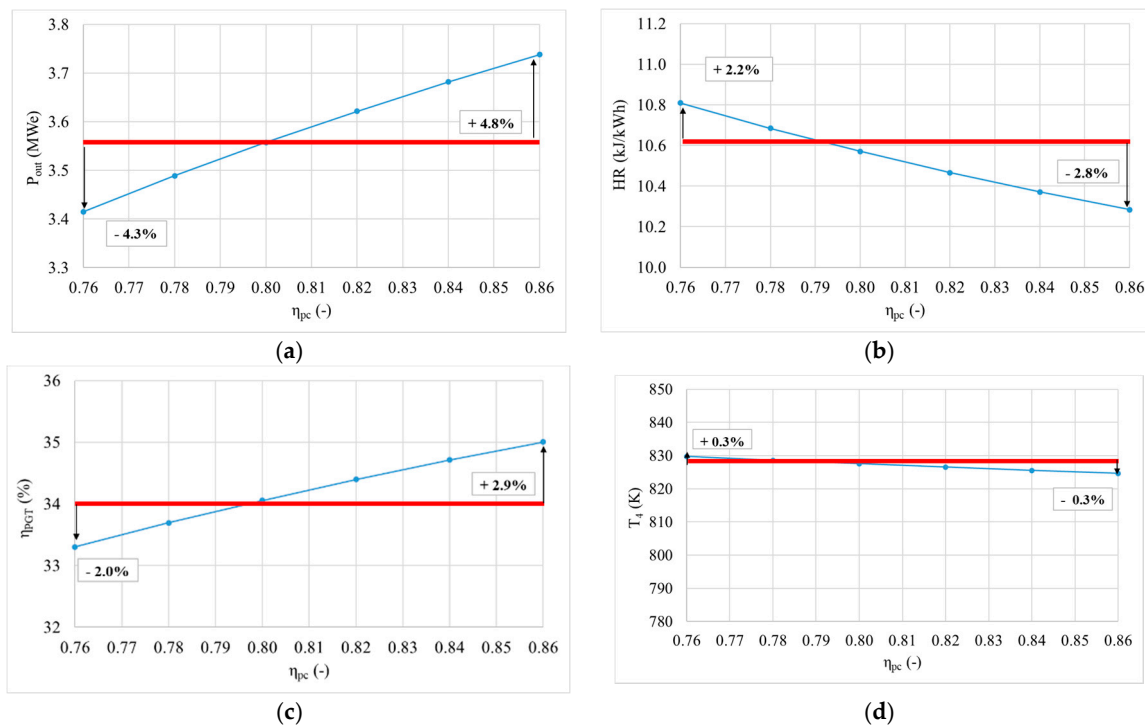 3.8
3.7
3.6
3.5
3.4
3.3
P_out (MWe)
+ 4.8%
- 4.3%
0.76 0.77 0.78 0.79 0.80 0.81 0.82 0.83 0.84 0.85 0.86
η_pc (-)
(a)
11.2
11.0
10.8
10.6
10.4
10.2
10.0
HR (kJ/kWh)
+ 2.2%
- 2.8%
0.76 0.77 0.78 0.79 0.80 0.81 0.82 0.83 0.84 0.85 0.86
η_pc (-)
(b)
36
35
34
33
32
η_PGT (%)
+ 2.9%
- 2.0%
0.76 0.77 0.78 0.79 0.80 0.81 0.82 0.83 0.84 0.85 0.86
η_pc (-)
(c)
850
840
830
820
810
800
790
780
T_4 (K)
+ 0.3%
- 0.3%
0.76 0.77 0.78 0.79 0.80 0.81 0.82 0.83 0.84 0.85 0.86
η_pc (-)
(d)